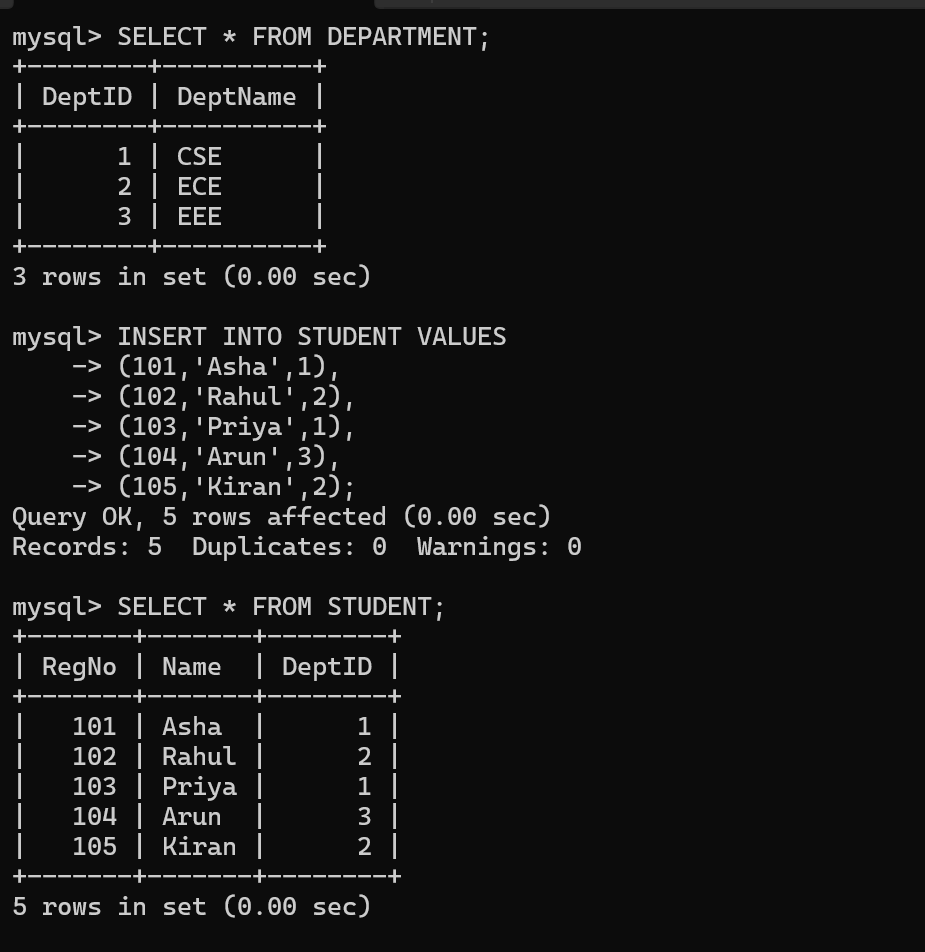 mysql> SELECT * FROM DEPARTMENT;
+--------+----------+
| DeptID | DeptName |
+--------+----------+
|      1 | CSE      |
|      2 | ECE      |
|      3 | EEE      |
+--------+----------+
3 rows in set (0.00 sec)

mysql> INSERT INTO STUDENT VALUES
    -> (101,'Asha',1),
    -> (102,'Rahul',2),
    -> (103,'Priya',1),
    -> (104,'Arun',3),
    -> (105,'Kiran',2);
Query OK, 5 rows affected (0.00 sec)
Records: 5  Duplicates: 0  Warnings: 0

mysql> SELECT * FROM STUDENT;
+-------+-------+--------+
| RegNo | Name  | DeptID |
+-------+-------+--------+
|   101 | Asha  |      1 |
|   102 | Rahul |      2 |
|   103 | Priya |      1 |
|   104 | Arun  |      3 |
|   105 | Kiran |      2 |
+-------+-------+--------+
5 rows in set (0.00 sec)